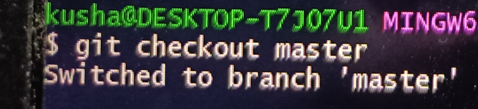 kusha@DESKTOP-T7J07U1 MINGW6
$ git checkout master
Switched to branch 'master'